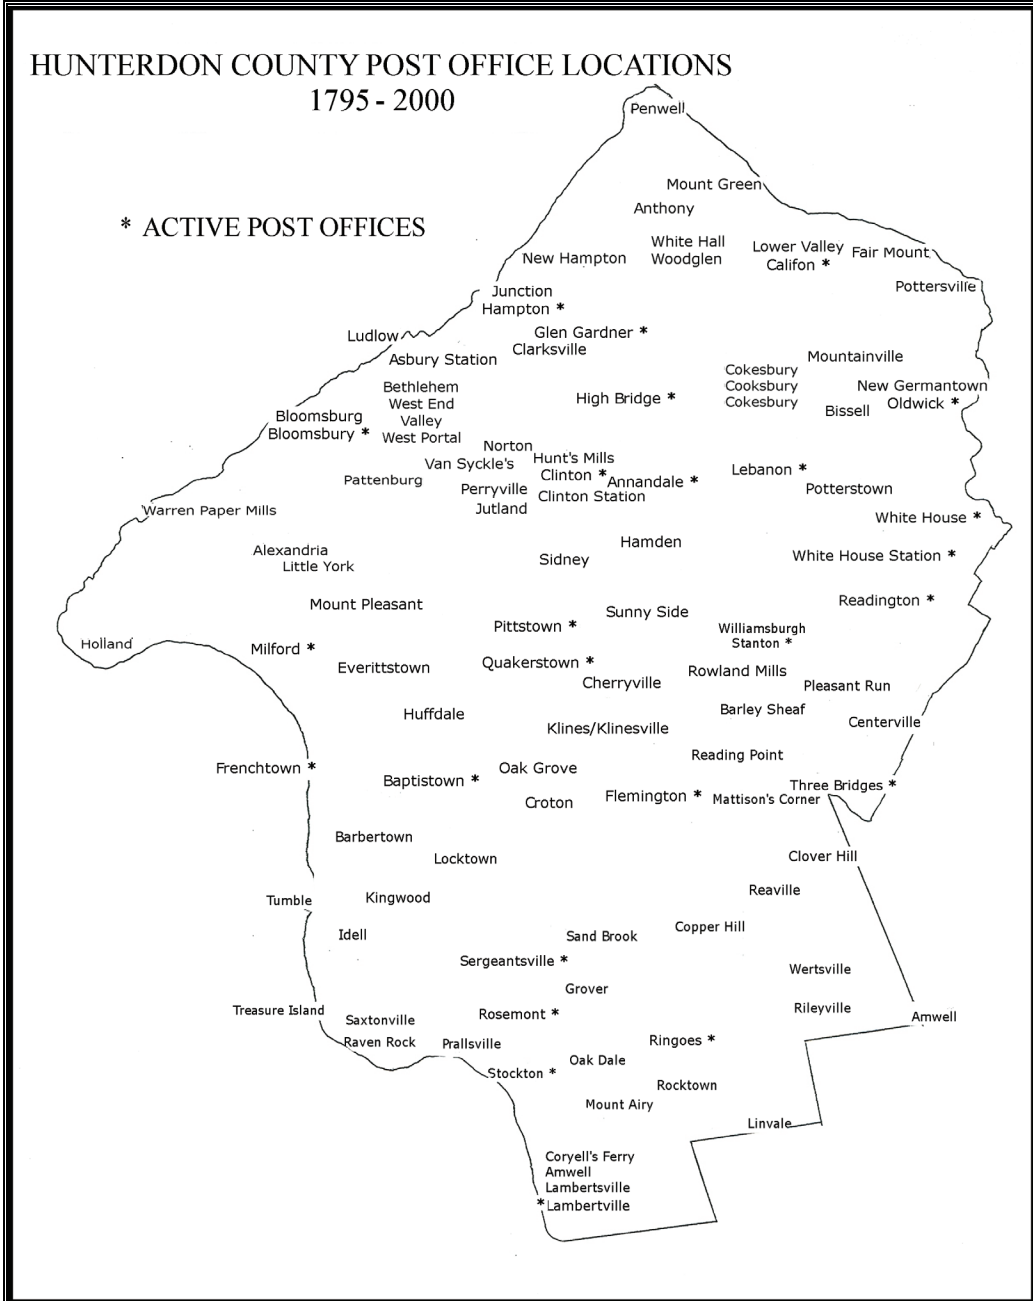 HUNTERDON COUNTY POST OFFICE LOCATIONS
1795 - 2000
Penwell
Mount Green
Anthony
* ACTIVE POST OFFICES
White Hall
Woodglen
Lower Valley
Califon *
Fair Mount
New Hampton
Pottersville
Junction
Hampton *
Ludlow
Glen Gardner *
Clarksville
Asbury Station
Mountainville
Cokesbury
Cooksbury
Cokesbury
Bethlehem
West End
Valley
West Portal
New Germantown
Oldwick *
High Bridge *
Bissell
Bloomsburg
Bloomsbury *
Norton
Van Syckle's
Hunt's Mills
Clinton *
Annandale *
Clinton Station
Lebanon *
Pattenburg
Perryville
Jutland
Potterstown
Warren Paper Mills
White House *
Alexandria
Little York
Hamden
Sidney
White House Station *
Mount Pleasant
Sunny Side
Readington *
Pittstown *
Williamsburgh
Stanton *
Holland
Milford *
Everittstown
Quakerstown *
Cherryville
Rowland Mills
Pleasant Run
Huffdale
Barley Sheaf
Centerville
Klines/Klinesville
Reading Point
Frenchtown *
Baptistown *
Oak Grove
Three Bridges *
Croton
Flemington *
Mattison's Corner
Barbertown
Locktown
Clover Hill
Reaville
Tumble
Kingwood
Idell
Sand Brook
Copper Hill
Sergeantsville *
Wertsville
Grover
Treasure Island
Saxtonville
Rosemont *
Rileyville
Amwell
Raven Rock
Prallsville
Ringoes *
Oak Dale
Stockton *
Rocktown
Mount Airy
Linvale
Coryell's Ferry
Amwell
Lambertsville
*Lambertville